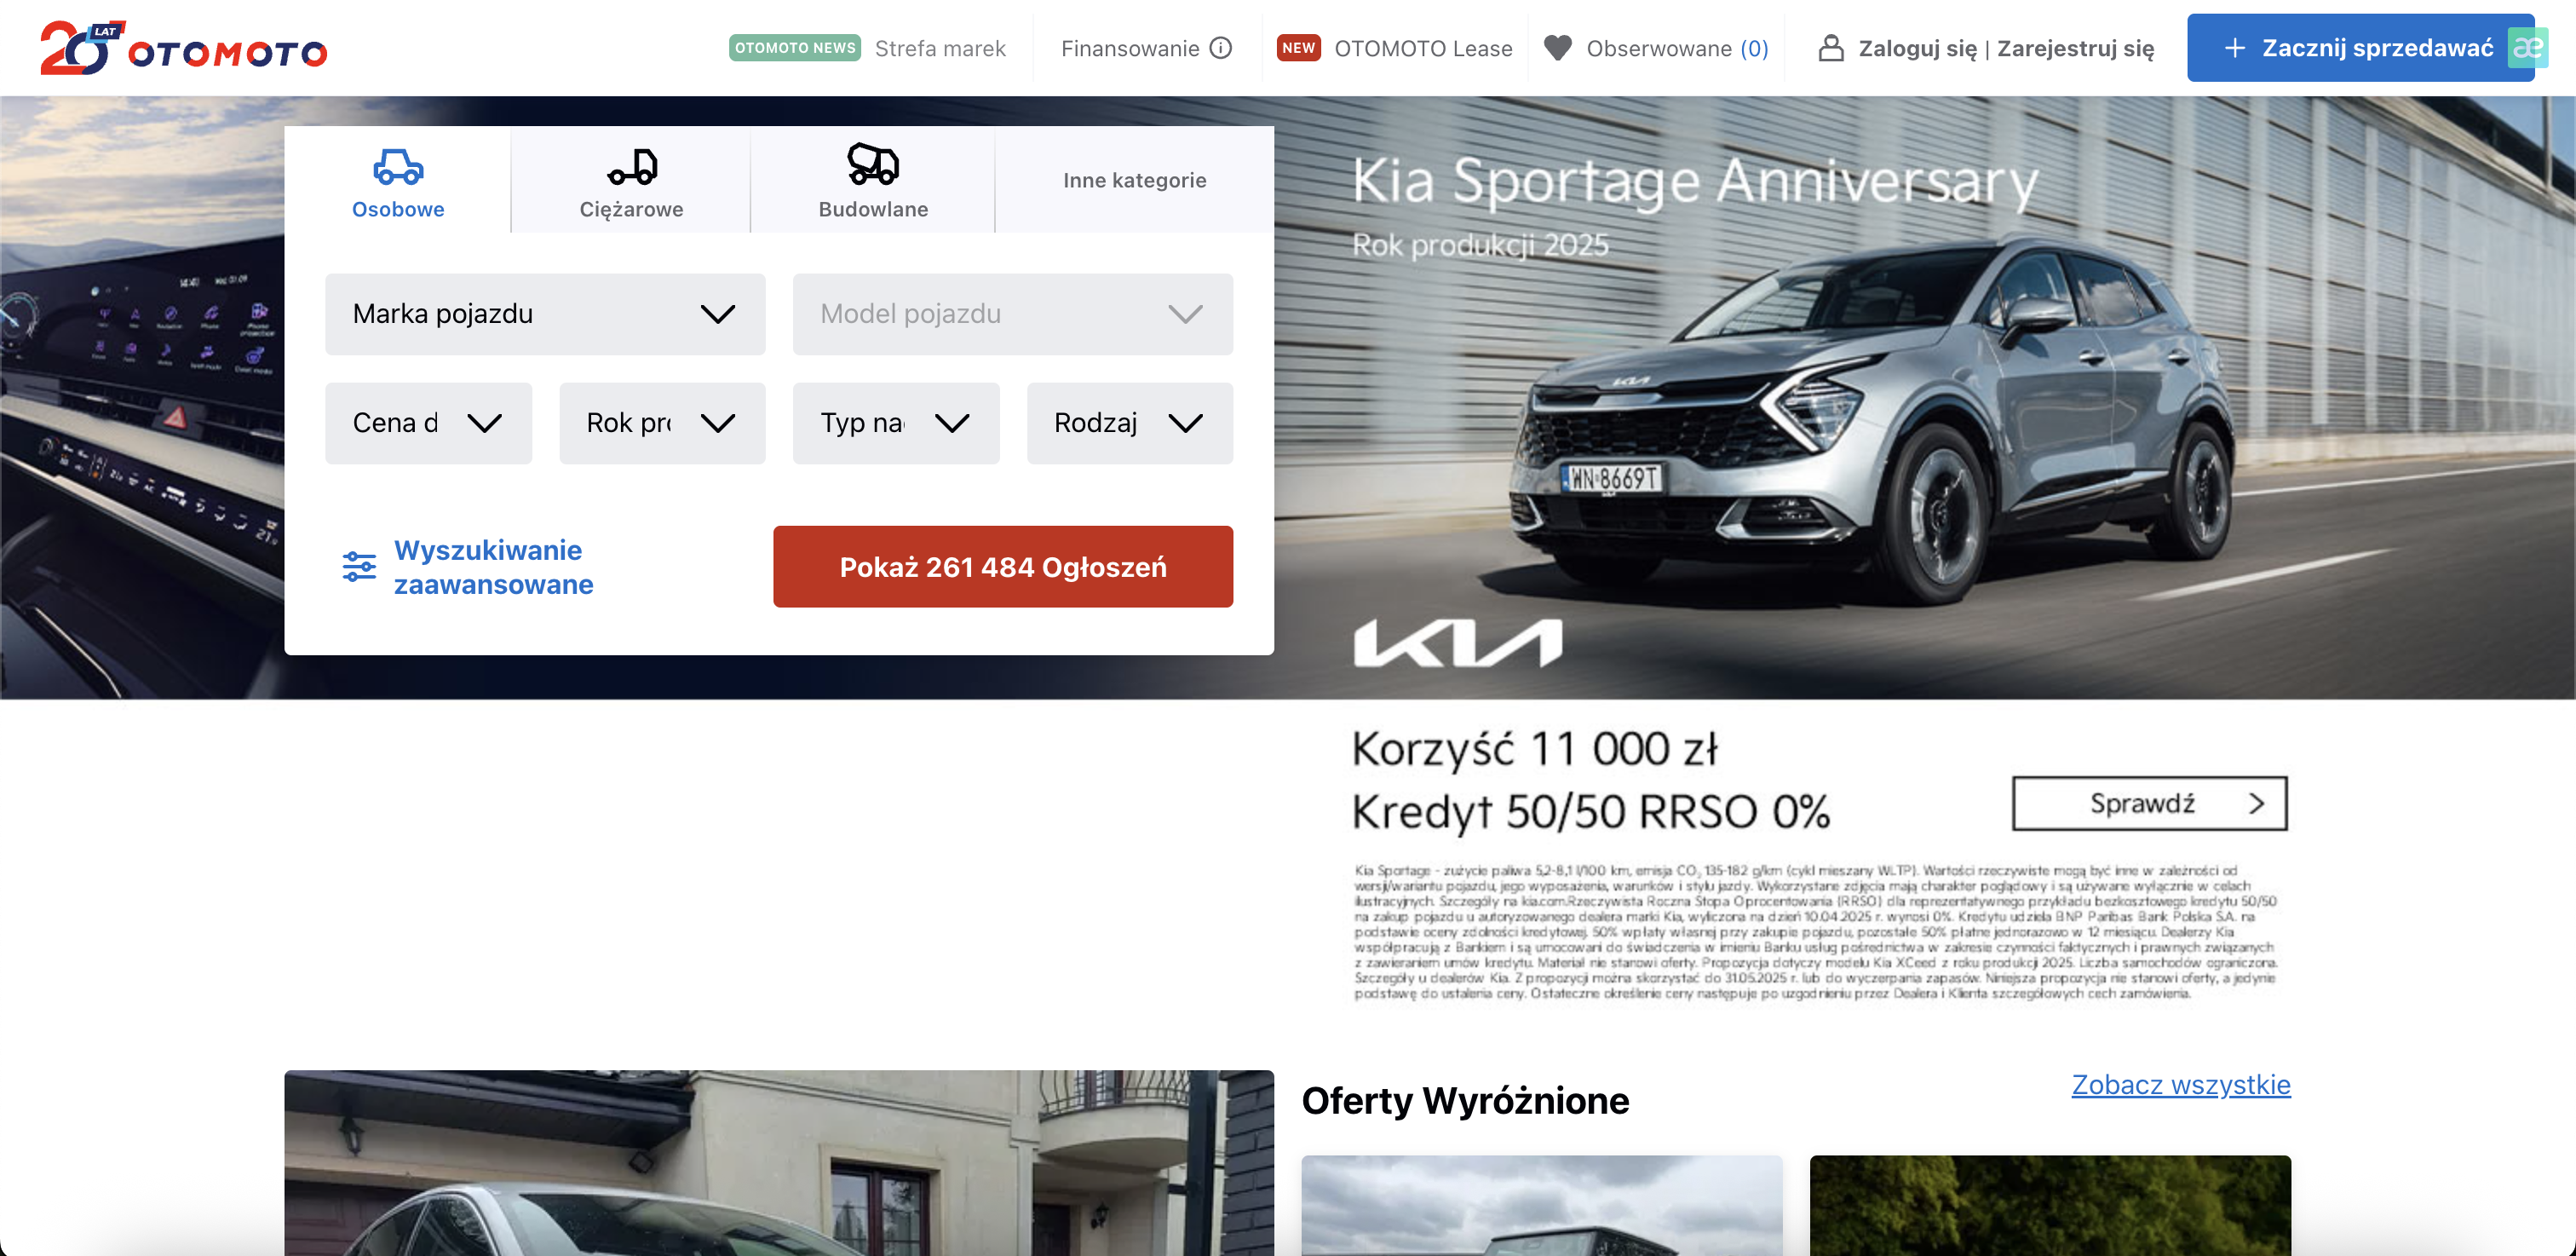 20 LAT OTOMOTO
OTOMOTO NEWS Strefa marek
Finansowanie
NEW OTOMOTO Lease
Obserwowane (0)
Zaloguj się | Zarejestruj się
+ Zacznij sprzedawać
æ
Osobowe
Ciężarowe
Budowlane
Inne kategorie
Marka pojazdu
Model pojazdu
Cena d
Rok pro
Typ na
Rodzaj
Wyszukiwanie
zaawansowane
Pokaż 261 484 Ogłoszeń
Kia Sportage Anniversary
Rok produkcji 2025
WN 8669T
KIA
Korzyść 11 000 zł
Kredyt 50/50 RRSO 0%
Sprawdź >
Kia Sportage - zużycie paliwa 5,2-8,1 l/100 km, emisja CO₂ 135-182 g/km (cykl mieszany WLTP). Wartości rzeczywiste mogą być inne w zależności od
wersji/wariantu pojazdu, jego wyposażenia, warunków i stylu jazdy. Wykorzystane zdjęcia mają charakter poglądowy i są używane wyłącznie w celach
ilustracyjnych. Szczegóły na kia.com.Rzeczywista Roczna Stopa Oprocentowania (RRSO) dla reprezentatywnego przykładu bezkosztowego kredytu 50/50
na zakup pojazdu u autoryzowanego dealera marki Kia, wyliczona na dzień 10.04.2025 r. wynosi 0%. Kredytu udziela BNP Paribas Bank Polska S.A. na
podstawie oceny zdolności kredytowej. 50% wpłaty własnej przy zakupie pojazdu, pozostałe 50% płatne jednorazowo w 12 miesiącu. Dealerzy Kia
współpracują z Bankiem i są umocowani do świadczenia w imieniu Banku usług pośrednictwa w zakresie czynności faktycznych i prawnych związanych
z zawieraniem umów kredytu. Materiał nie stanowi oferty. Propozycja dotyczy modelu Kia XCeed z roku produkcji 2025. Liczba samochodów ograniczona.
Szczegóły u dealerów Kia. Z propozycji można skorzystać do 31.05.2025 r. lub do wyczerpania zapasów. Niniejsza propozycja nie stanowi oferty, a jedynie
podstawę do ustalenia ceny. Ostateczne określenie ceny następuje po uzgodnieniu przez Dealera i Klienta szczegółowych cech zamówienia.
Oferty Wyróżnione
Zobacz wszystkie